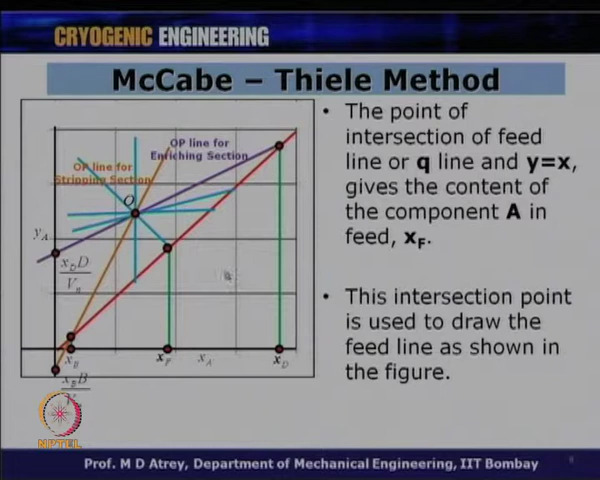 CRYOGENIC ENGINEERING
McCabe – Thiele Method
OP line for
Enriching Section
OP line for
Stripping Section
Q
y_A
x_D D
V_n
x_B
x_F
x_A
x_D
x_B B
• The point of
intersection of feed
line or q line and y=x,
gives the content of
the component A in
feed, x_F.
• This intersection point
is used to draw the
feed line as shown in
the figure.
NPTEL
Prof. M D Atrey, Department of Mechanical Engineering, IIT Bombay